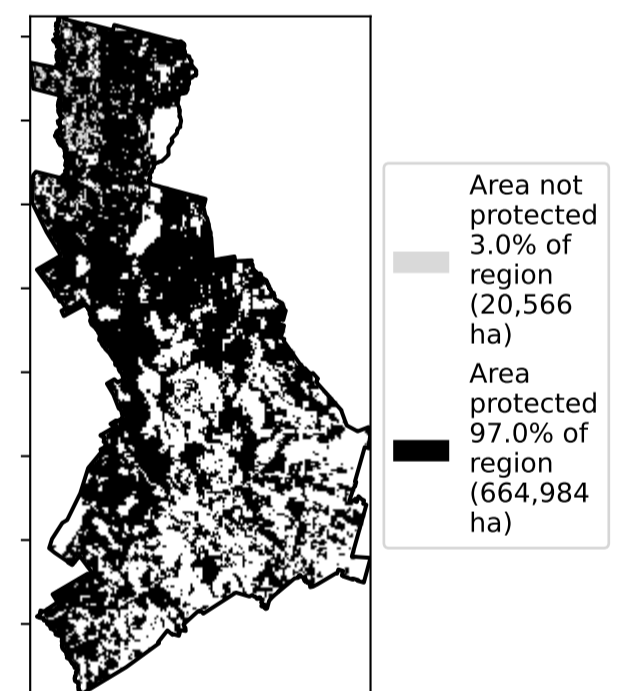 Area not
protected
3.0% of
region
(20,566
ha)
Area
protected
97.0% of
region
(664,984
ha)